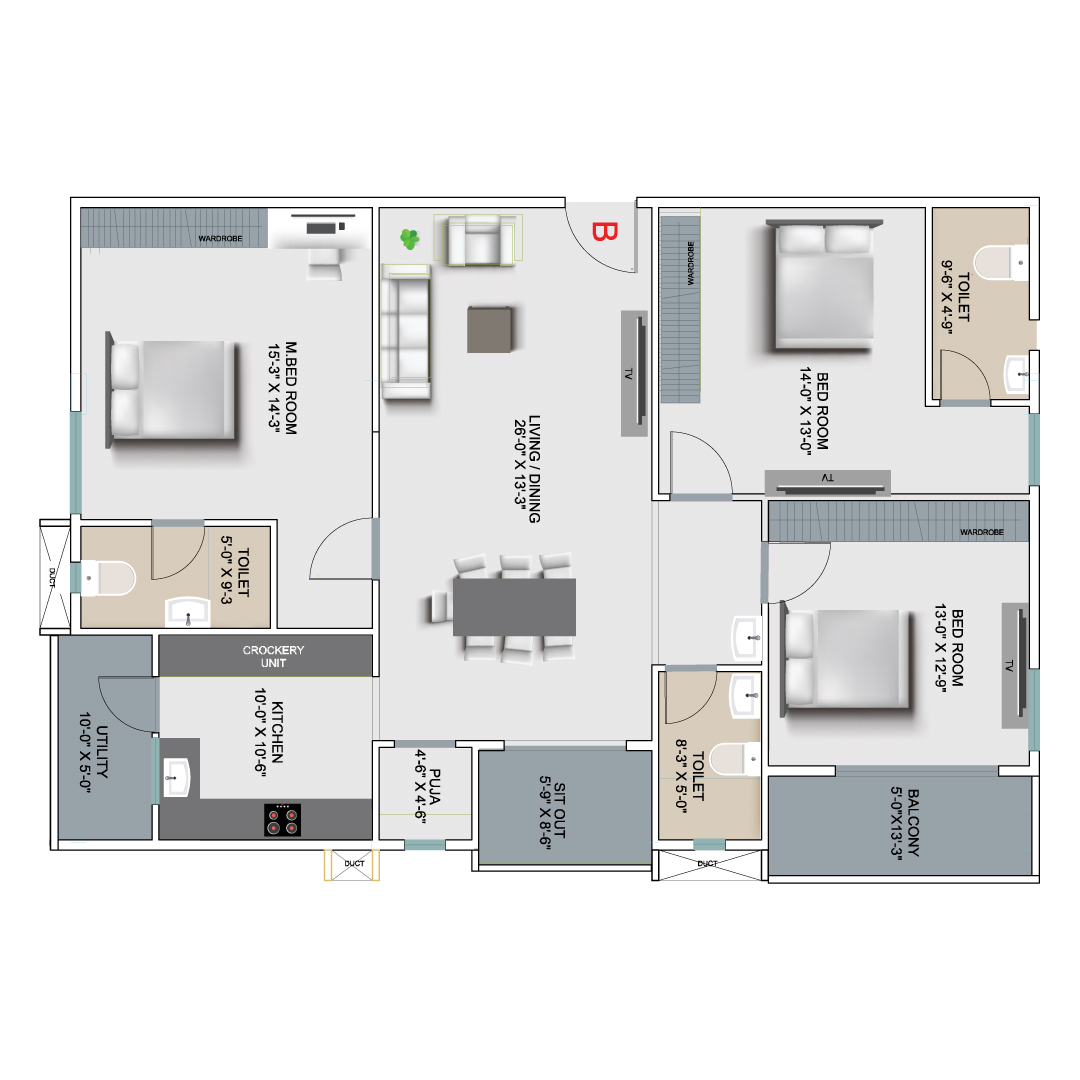 WARDROBE
B
WARDROBE
TOILET
9'-6" X 4'-9"
M.BED ROOM
15'-3" X 14'-3"
TV
BED ROOM
14'-0" X 13'-0"
LIVING / DINING
26'-0" X 13'-3"
TV
WARDROBE
TOILET
5'-0" X 9'-3
DUCT
BED ROOM
13'-0" X 12'-9"
TV
CROCKERY
UNIT
KITCHEN
10'-0" X 10'-6"
UTILITY
10'-0" X 5'-0"
PUJA
4'-6" X 4'-6"
SIT OUT
5'-9" X 8'-6"
TOILET
8'-3" X 5'-0"
BALCONY
5'-0"X13'-3"
DUCT
DUCT